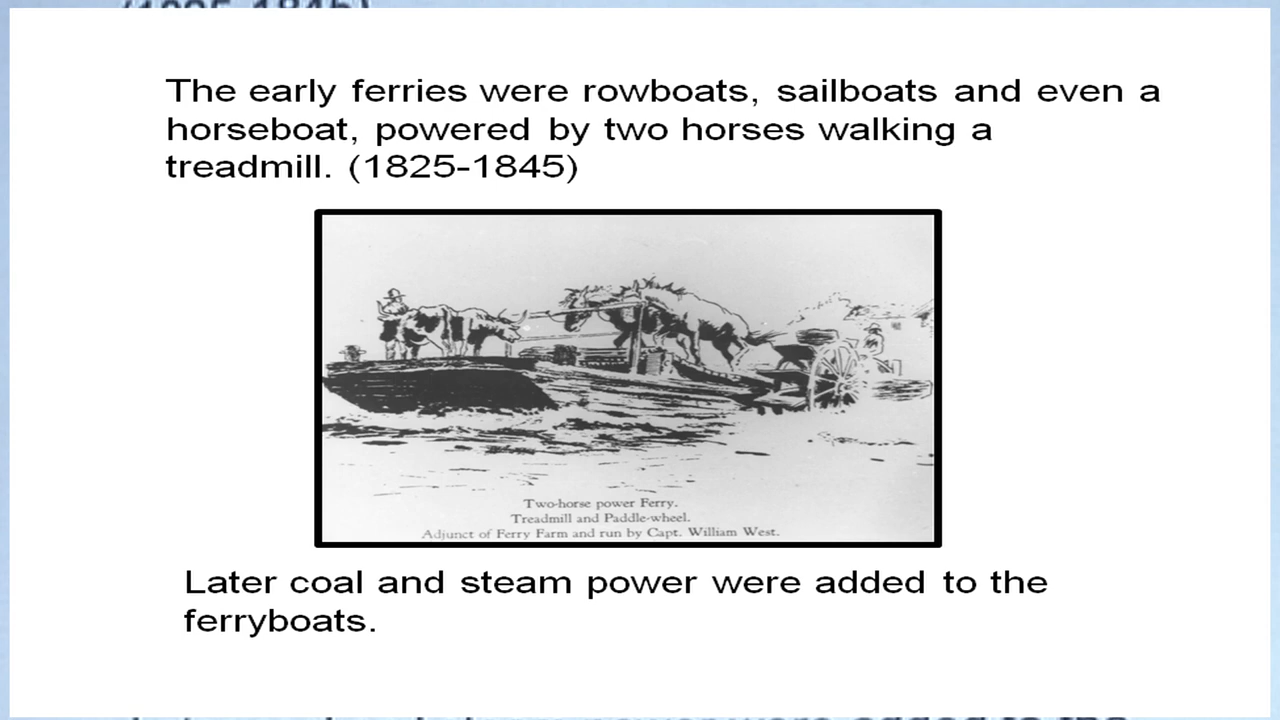 The early ferries were rowboats, sailboats and even a
horseboat, powered by two horses walking a
treadmill. (1825-1845)
Two-horse power Ferry.
Treadmill and Paddle-wheel.
Adjunct of Ferry Farm and run by Capt. William West.
Later coal and steam power were added to the
ferryboats.